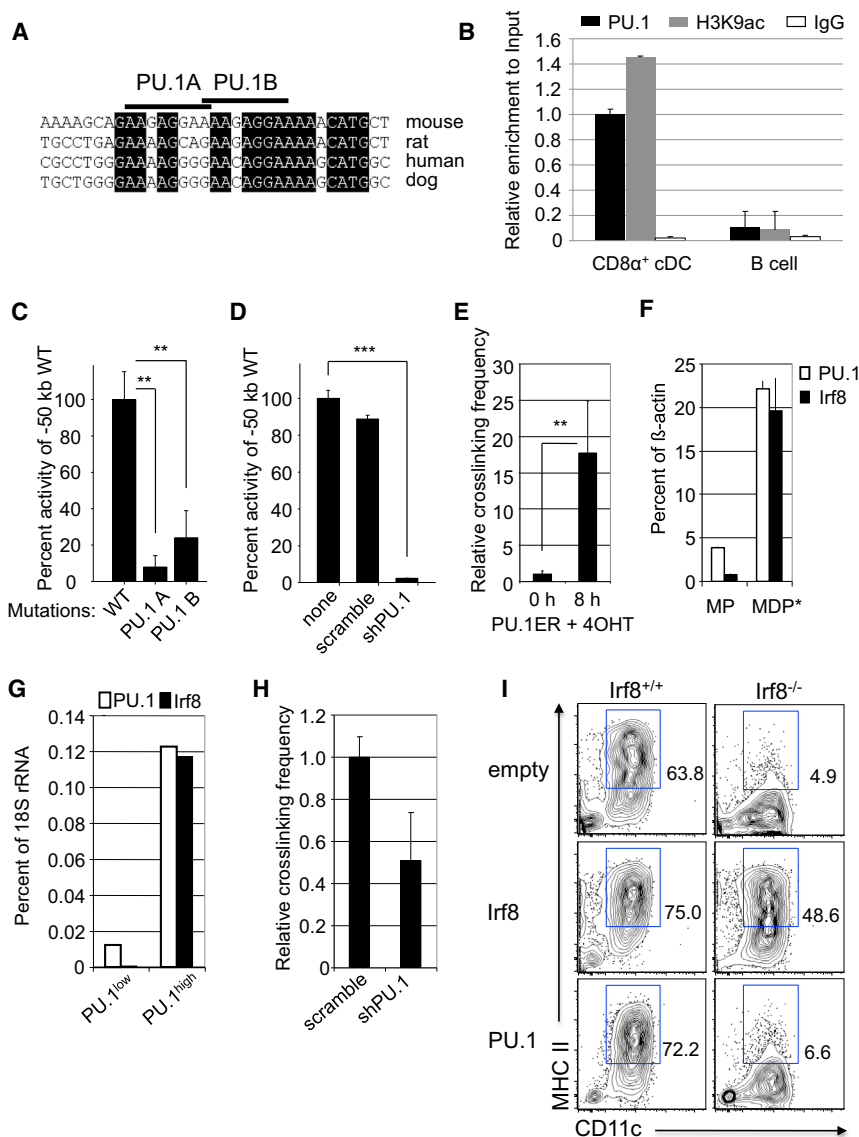 A
PU.1A PU.1B
AAAAGCAGAAGAGGAAAAGAGGAAAAACATGCT mouse
TGCCTGAGAAAAGCAGAAGAGGAAAAACATGCT rat
CGCCTGGGAAAAGGGGAACAGGAAAAACATGGC human
TGCTGGGGAAAAGGGGAACAGGAAAAGCATGGC dog
B
PU.1 H3K9ac IgG
Relative enrichment to Input
1.6
1.4
1.2
1.0
0.8
0.6
0.4
0.2
0
CD8α⁺ cDC B cell
C
Percent activity of -50 kb WT
100
80
60
40
20
0
**
**
Mutations: WT PU.1 A PU.1 B
D
Percent activity of -50 kb WT
100
80
60
40
20
0
***
none scramble shPU.1
E
Relative crosslinking frequency
30
25
20
15
10
5
0
**
0 h 8 h
PU.1ER + 4OHT
F
PU.1
Irf8
Percent of ß-actin
25
20
15
10
5
0
MP MDP*
G
PU.1 Irf8
Percent of 18S rRNA
0.14
0.12
0.10
0.08
0.06
0.04
0.02
0
PU.1ˡᵒʷ PU.1ʰⁱᵍʰ
H
Relative crosslinking frequency
1.2
1.0
0.8
0.6
0.4
0.2
0
scramble shPU.1
I
Irf8⁺/⁺ Irf8⁻/⁻
empty 63.8 4.9
Irf8 75.0 48.6
PU.1 72.2 6.6
MHC II
CD11c